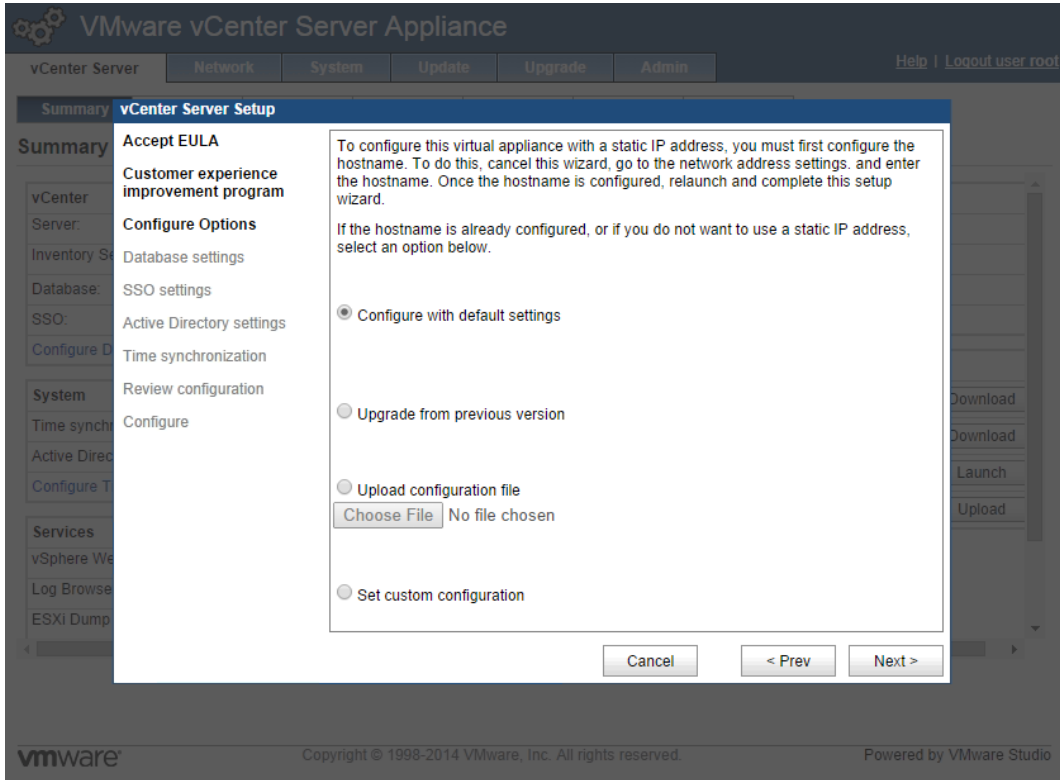 VMware vCenter Server Appliance
vCenter Server Network System Update Upgrade Admin Help | Logout user root
Summary
vCenter Server Setup
Summary
Accept EULA
Customer experience
improvement program
Configure Options
Database settings
SSO settings
Active Directory settings
Time synchronization
Review configuration
Configure
To configure this virtual appliance with a static IP address, you must first configure the
hostname. To do this, cancel this wizard, go to the network address settings. and enter
the hostname. Once the hostname is configured, relaunch and complete this setup
wizard.
If the hostname is already configured, or if you do not want to use a static IP address,
select an option below.
Configure with default settings
Upgrade from previous version
Upload configuration file
Choose File No file chosen
Set custom configuration
Cancel < Prev Next >
vCenter
Server:
Inventory Se
Database:
SSO:
Configure D
System
Time synchr
Active Direc
Configure T
Services
vSphere We
Log Browse
ESXi Dump
Download
Download
Launch
Upload
vmware
Copyright © 1998-2014 VMware, Inc. All rights reserved.
Powered by VMware Studio